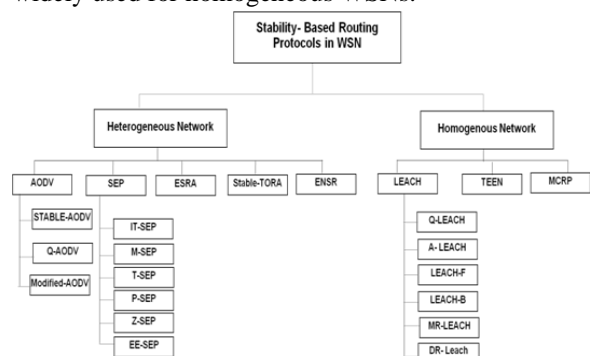 widely used for homogeneous WSNs.
Stability- Based Routing
Protocols in WSN
Heterogeneous Network
Homogenous Network
AODV
SEP
ESRA
Stable-TORA
ENSR
LEACH
TEEN
MCRP
STABLE-AODV
Q-AODV
Modified-AODV
IT-SEP
M-SEP
T-SEP
P-SEP
Z-SEP
EE-SEP
Q-LEACH
A- LEACH
LEACH-F
LEACH-B
MR-LEACH
DR- Leach